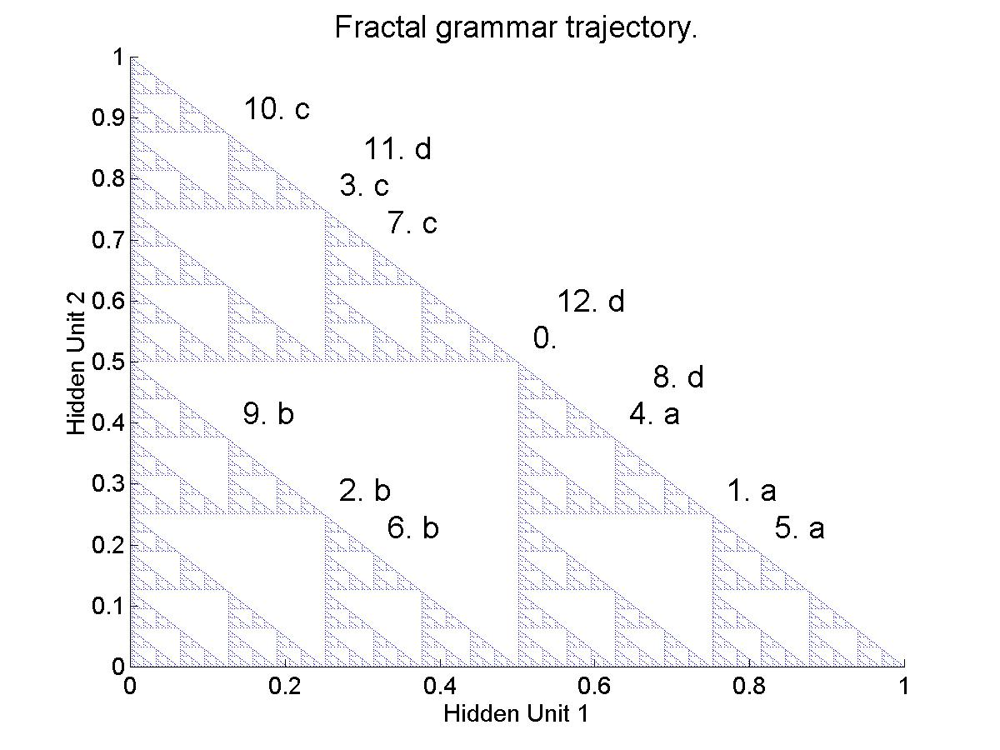 Fractal grammar trajectory.
1
10. c
0.9
11. d
0.8
3. c
7. c
0.7
0.6
12. d
0.
0.5
8. d
0.4
9. b
4. a
0.3
2. b
1. a
6. b
5. a
0.2
0.1
0
Hidden Unit 2
0
0.2
0.4
0.6
0.8
1
Hidden Unit 1